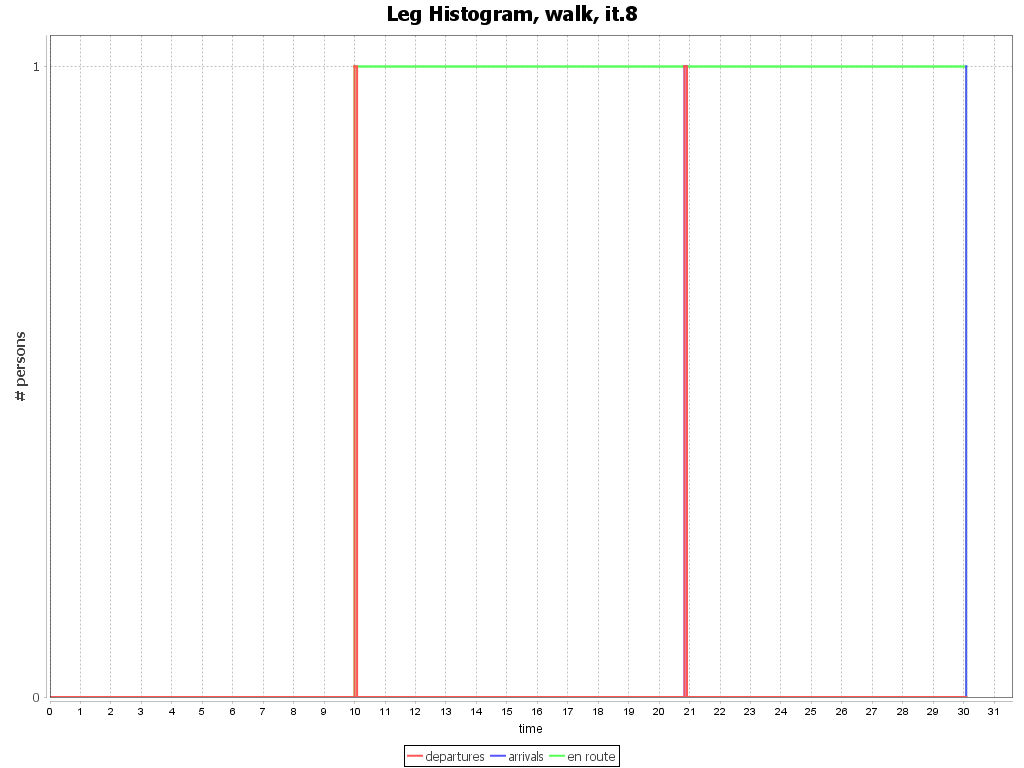 Leg Histogram, walk, it.8
# persons
1
0
0 1 2 3 4 5 6 7 8 9 10 11 12 13 14 15 16 17 18 19 20 21 22 23 24 25 26 27 28 29 30 31
time
departures arrivals en route